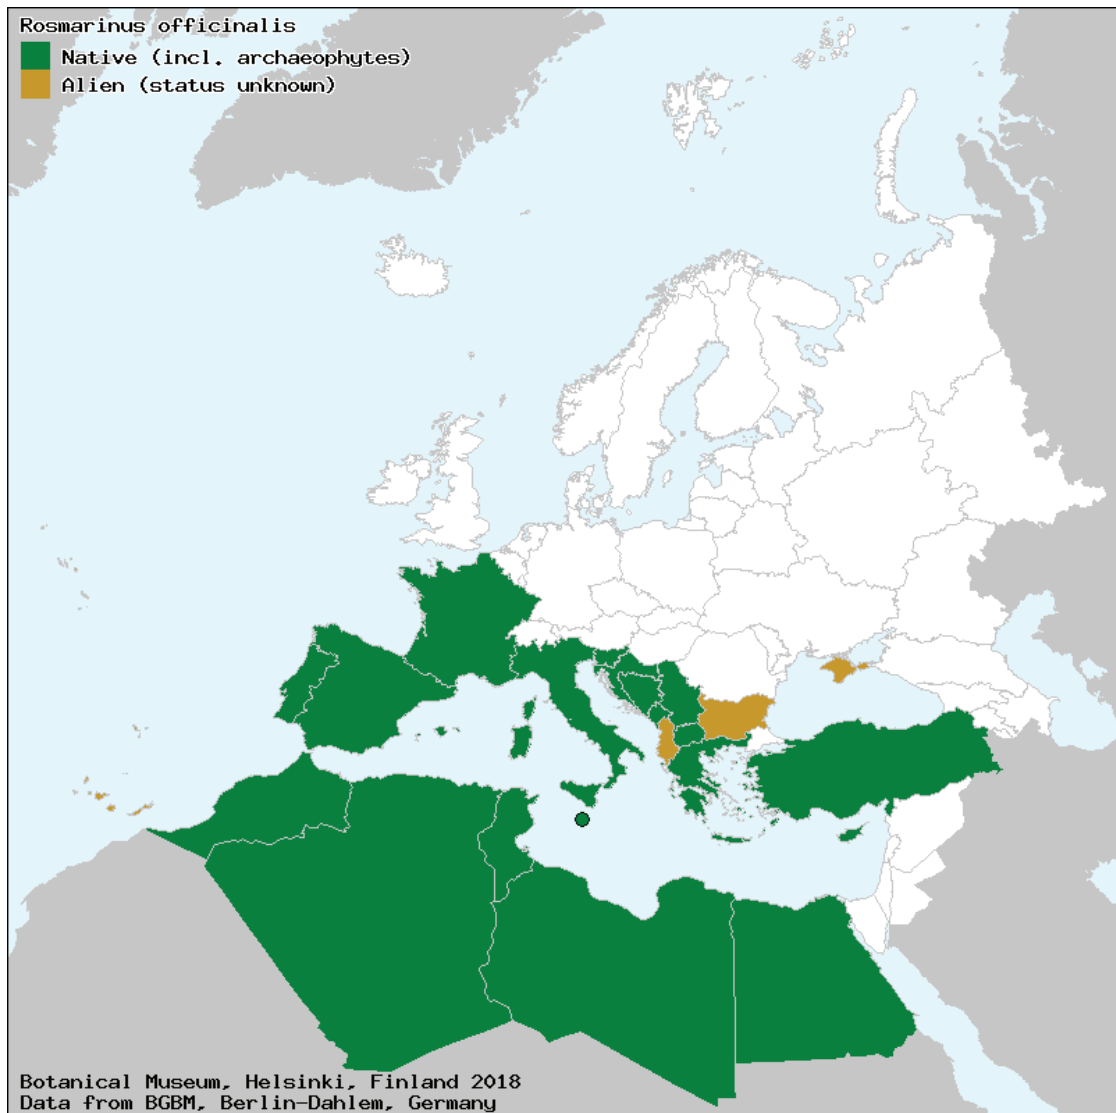 Rosmarinus officinalis
Native (incl. archaeophytes)
Alien (status unknown)
Botanical Museum, Helsinki, Finland 2018
Data from BGBM, Berlin-Dahlem, Germany